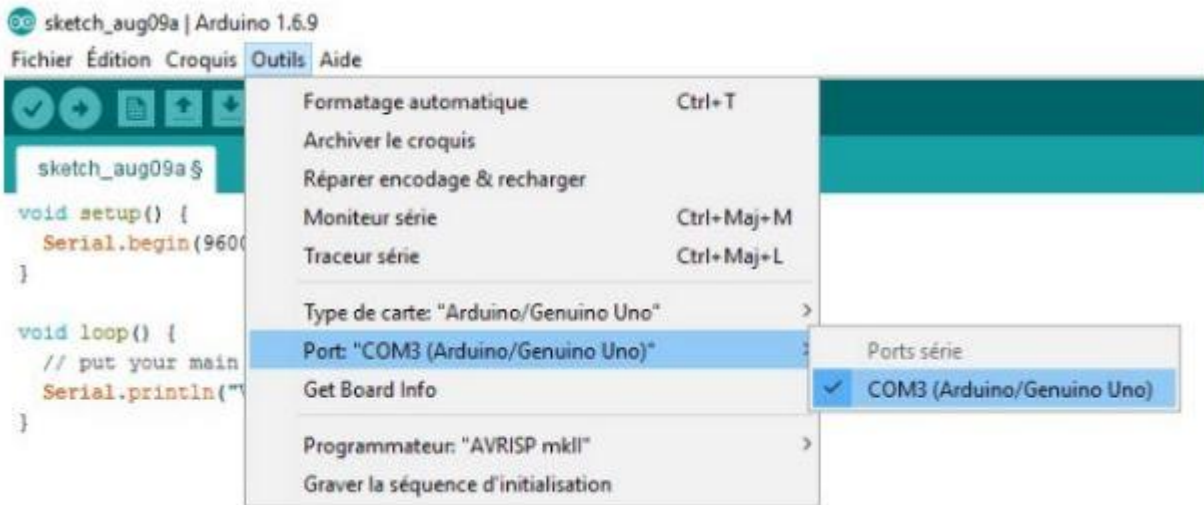 sketch_aug09a | Arduino 1.6.9
Fichier Édition Croquis Outils Aide
sketch_aug09a §
void setup() {
Serial.begin(9600
}
void loop() {
// put your main
Serial.println("
}
Formatage automatique Ctrl+T
Archiver le croquis
Réparer encodage & recharger
Moniteur série Ctrl+Maj+M
Traceur série Ctrl+Maj+L
Type de carte: "Arduino/Genuino Uno"
Port: "COM3 (Arduino/Genuino Uno)"
Get Board Info
Programmateur: "AVRISP mkII"
Graver la séquence d'initialisation
Ports série
COM3 (Arduino/Genuino Uno)